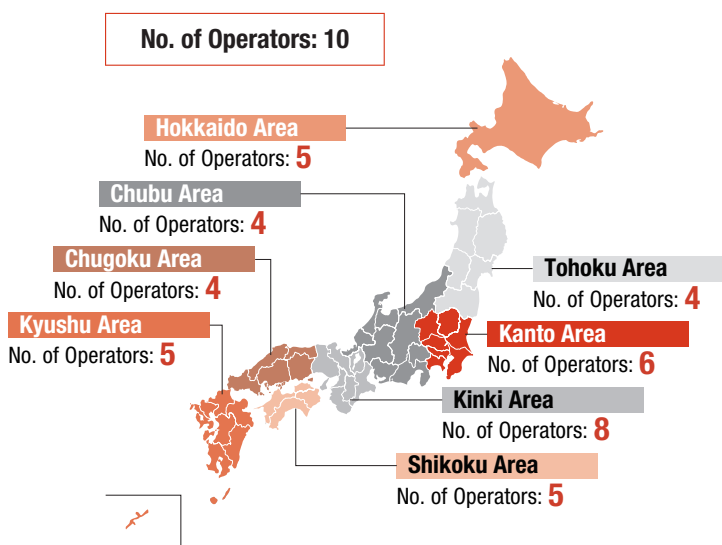 No. of Operators: 10
Hokkaido Area
No. of Operators: 5
Chubu Area
No. of Operators: 4
Chugoku Area
No. of Operators: 4
Kyushu Area
No. of Operators: 5
Tohoku Area
No. of Operators: 4
Kanto Area
No. of Operators: 6
Kinki Area
No. of Operators: 8
Shikoku Area
No. of Operators: 5